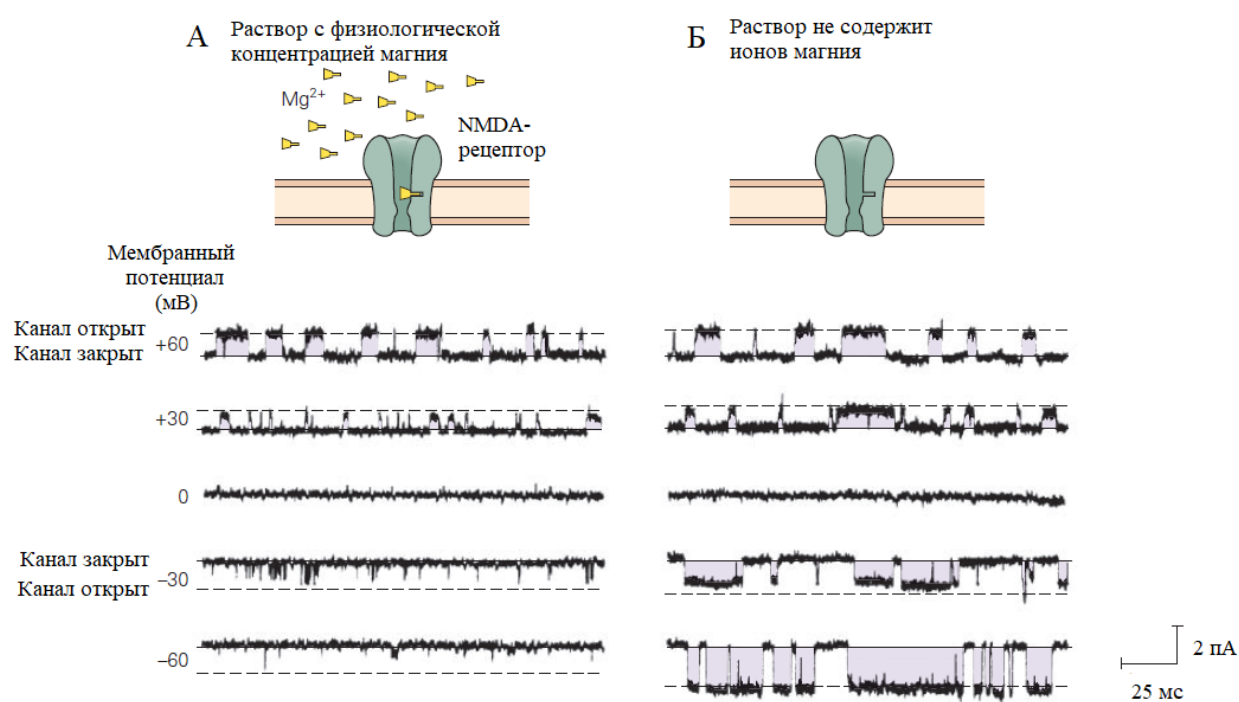 А
Раствор с физиологической
концентрацией магния
Б
Раствор не содержит
ионов магния
Mg²⁺
NMDA-
рецептор
Мембранный
потенциал
(мВ)
Канал открыт
+60
Канал закрыт
+30
0
Канал закрыт
–30
Канал открыт
–60
2 пА
25 мс